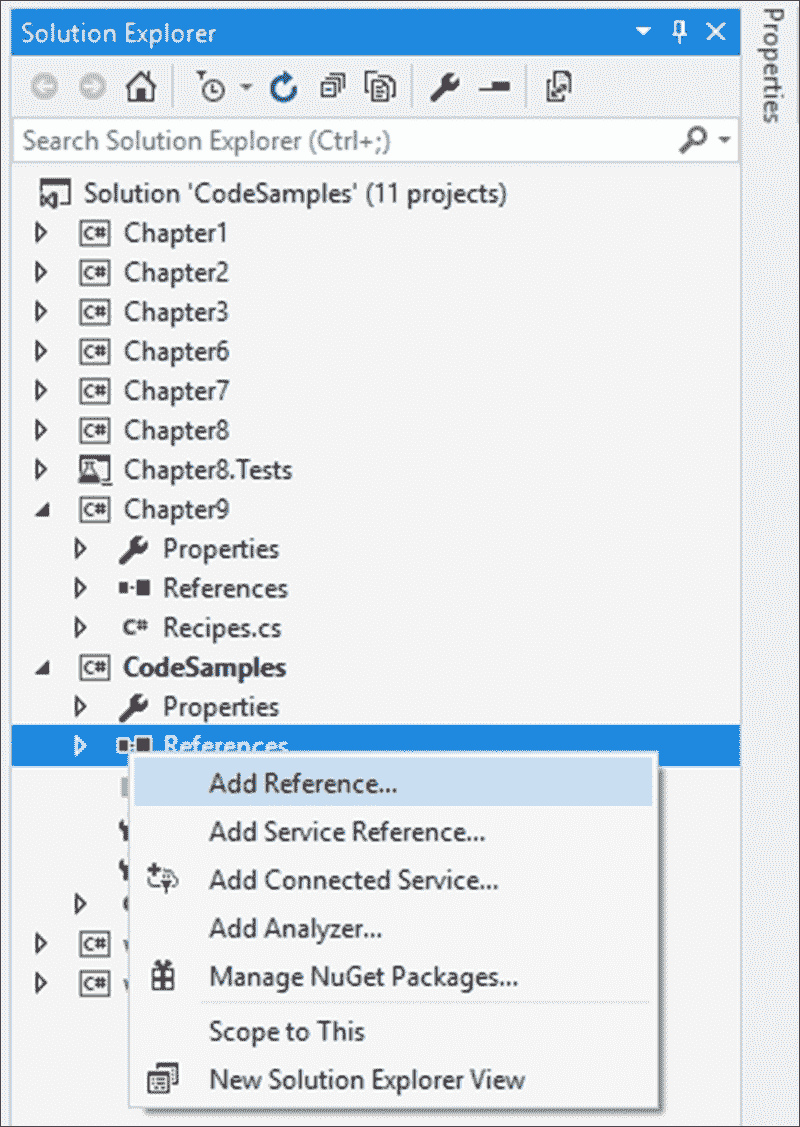 Solution Explorer
Properties
Search Solution Explorer (Ctrl+;)
Solution 'CodeSamples' (11 projects)
C# Chapter1
C# Chapter2
C# Chapter3
C# Chapter6
C# Chapter7
C# Chapter8
Chapter8.Tests
C# Chapter9
Properties
References
C# Recipes.cs
C# CodeSamples
Properties
References
Add Reference...
Add Service Reference...
Add Connected Service...
Add Analyzer...
C#
Manage NuGet Packages...
C#
Scope to This
New Solution Explorer View